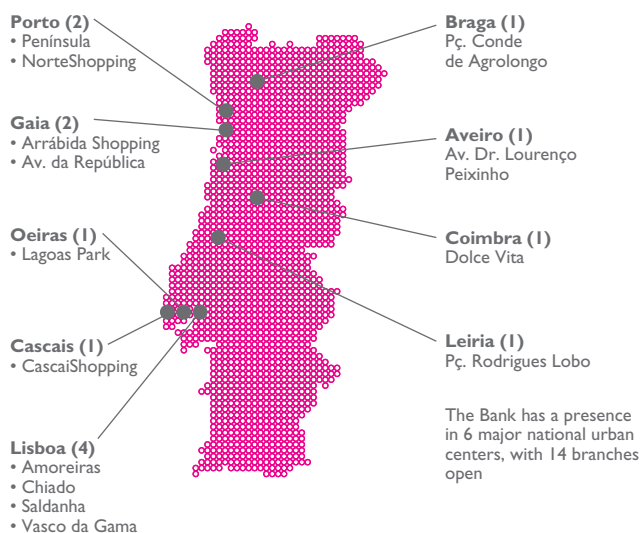 Porto (2)
• Península
• NorteShopping
Gaia (2)
• Arrábida Shopping
• Av. da República
Oeiras (1)
• Lagoas Park
Cascais (1)
• CascaiShopping
Lisboa (4)
• Amoreiras
• Chiado
• Saldanha
• Vasco da Gama
Braga (1)
Pç. Conde
de Agrolongo
Aveiro (1)
Av. Dr. Lourenço
Peixinho
Coimbra (1)
Dolce Vita
Leiria (1)
Pç. Rodrigues Lobo
The Bank has a presence
in 6 major national urban
centers, with 14 branches
open